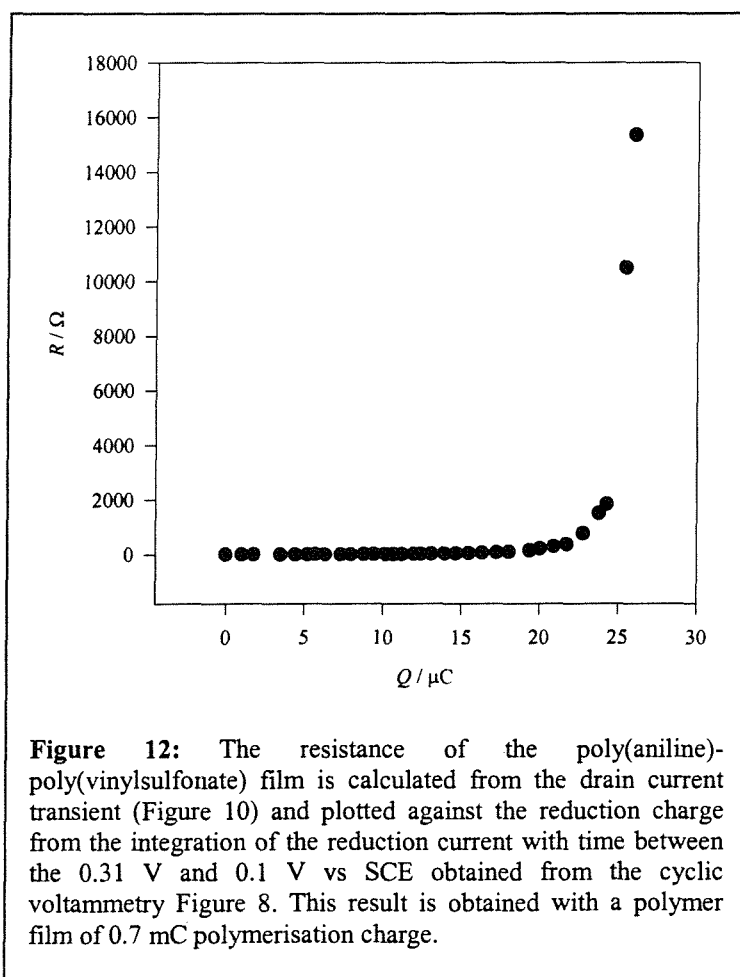 18000
16000
14000
12000
10000
8000
6000
4000
2000
0
R / Ω
0 5 10 15 20 25 30
Q / μC
Figure 12: The resistance of the poly(aniline)-
poly(vinylsulfonate) film is calculated from the drain current
transient (Figure 10) and plotted against the reduction charge
from the integration of the reduction current with time between
the 0.31 V and 0.1 V vs SCE obtained from the cyclic
voltammetry Figure 8. This result is obtained with a polymer
film of 0.7 mC polymerisation charge.